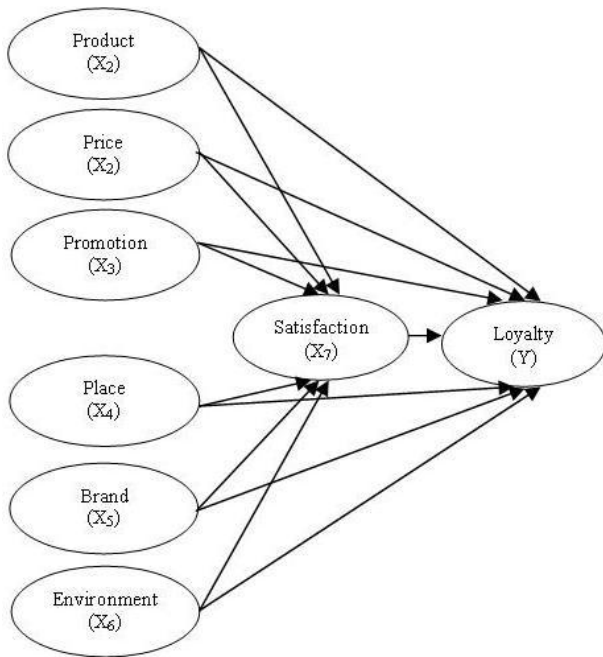 Product
(X₂)
Price
(X₂)
Promotion
(X₃)
Satisfaction
(X₇)
Loyalty
(Y)
Place
(X₄)
Brand
(X₅)
Environment
(X₆)